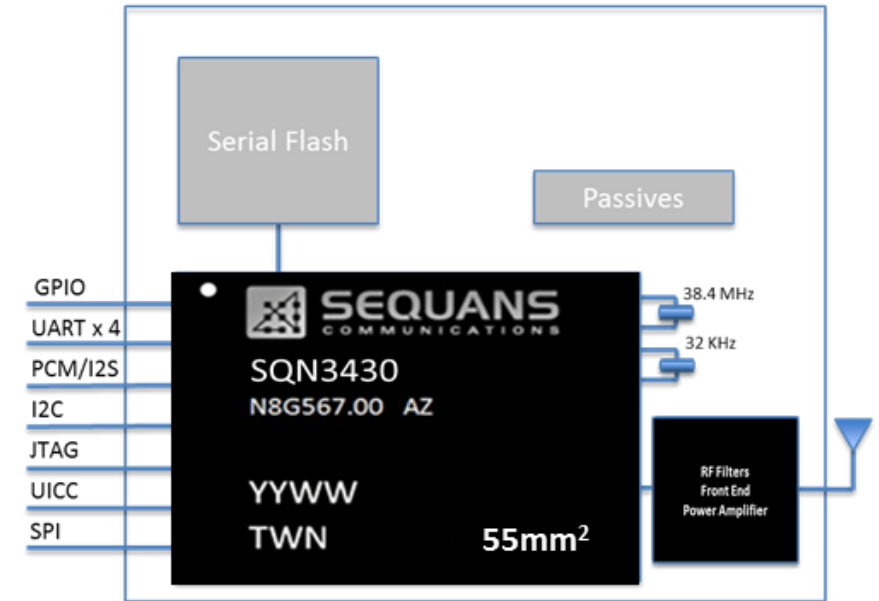 Serial Flash
Passives
GPIO
UART x 4
PCM/I2S
I2C
JTAG
UICC
SPI
SEQUANS
COMMUNICATIONS
SQN3430
N8G567.00 AZ
YYWW
TWN
55mm²
38.4 MHz
32 KHz
RF Filters
Front End
Power Amplifier